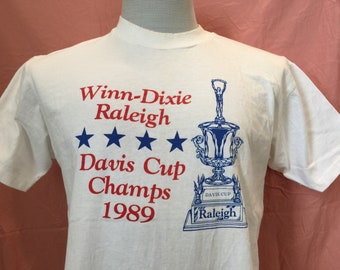 Winn-Dixie
Raleigh
Davis Cup
Champs
1989
DAVIS CUP
Raleigh